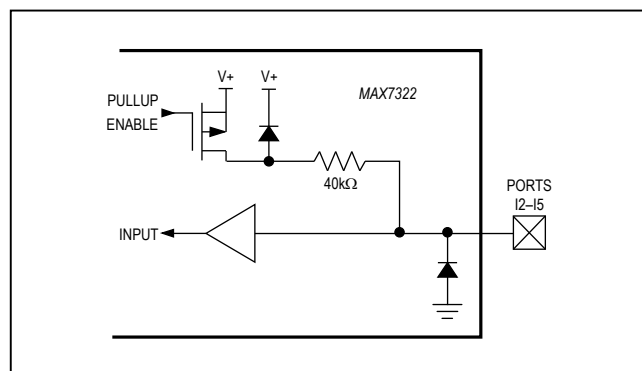 V+ V+
MAX7322
PULLUP
ENABLE
40kΩ
PORTS
I2–I5
INPUT